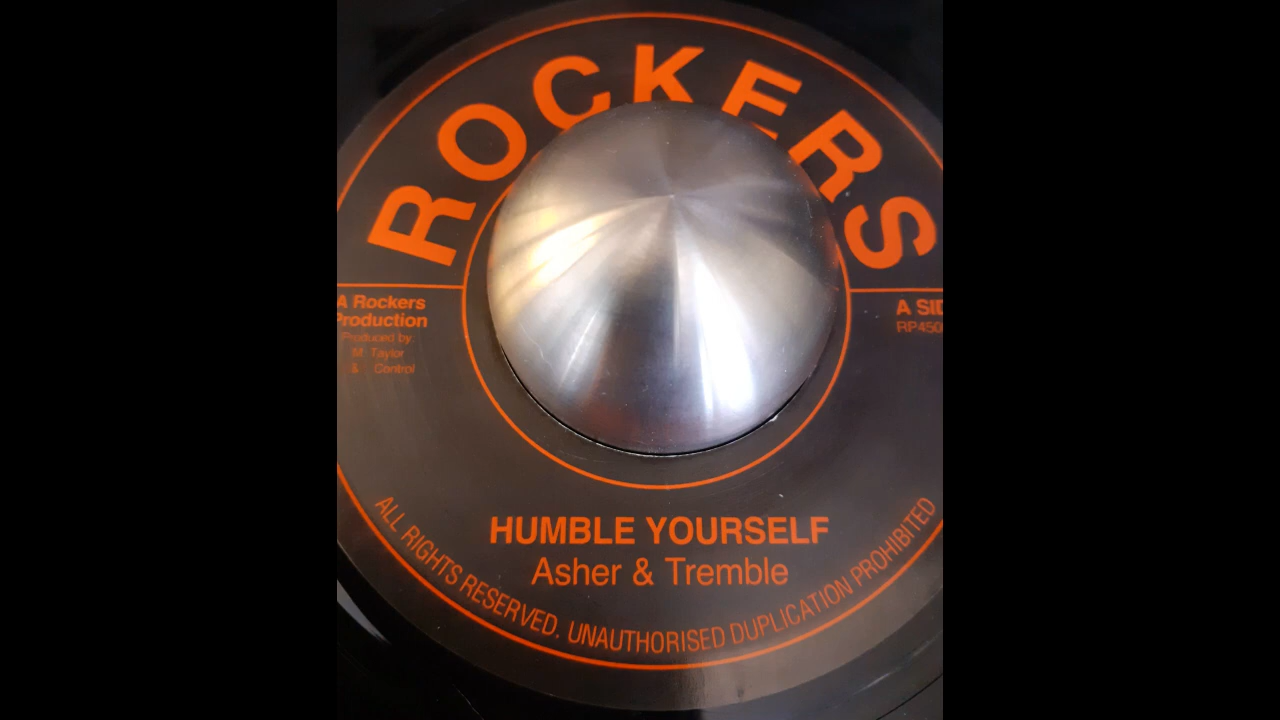 ROCKERS
A Rockers
Production
Produced by:
M Taylor
& Control
A SID
RP450
HUMBLE YOURSELF
Asher & Tremble
ALL RIGHTS RESERVED. UNAUTHORISED DUPLICATION PROHIBITED